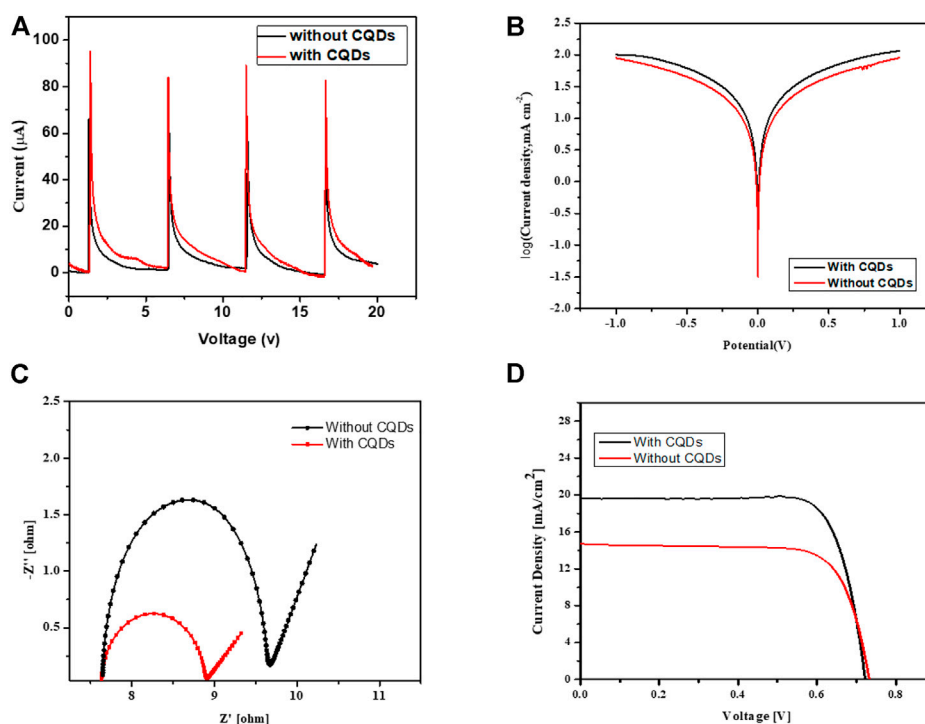 A
without CQDs
with CQDs
100
80
60
40
20
0
Current (μA)
0
5
10
15
20
Voltage (v)
B
2.5
2.0
1.5
1.0
0.5
0.0
-0.5
-1.0
-1.5
-2.0
log(Current density,mA cm-2)
With CQDs
Without CQDs
-1.0
-0.5
0.0
0.5
1.0
Potential(V)
C
2.5
2.0
1.5
1.0
0.5
-Z'' [ohm]
Without CQDs
With CQDs
8
9
10
11
Z' [ohm]
D
28
24
20
16
12
8
4
0
Current Density [mA/cm2]
With CQDs
Without CQDs
0.0
0.2
0.4
0.6
0.8
Voltage [V]